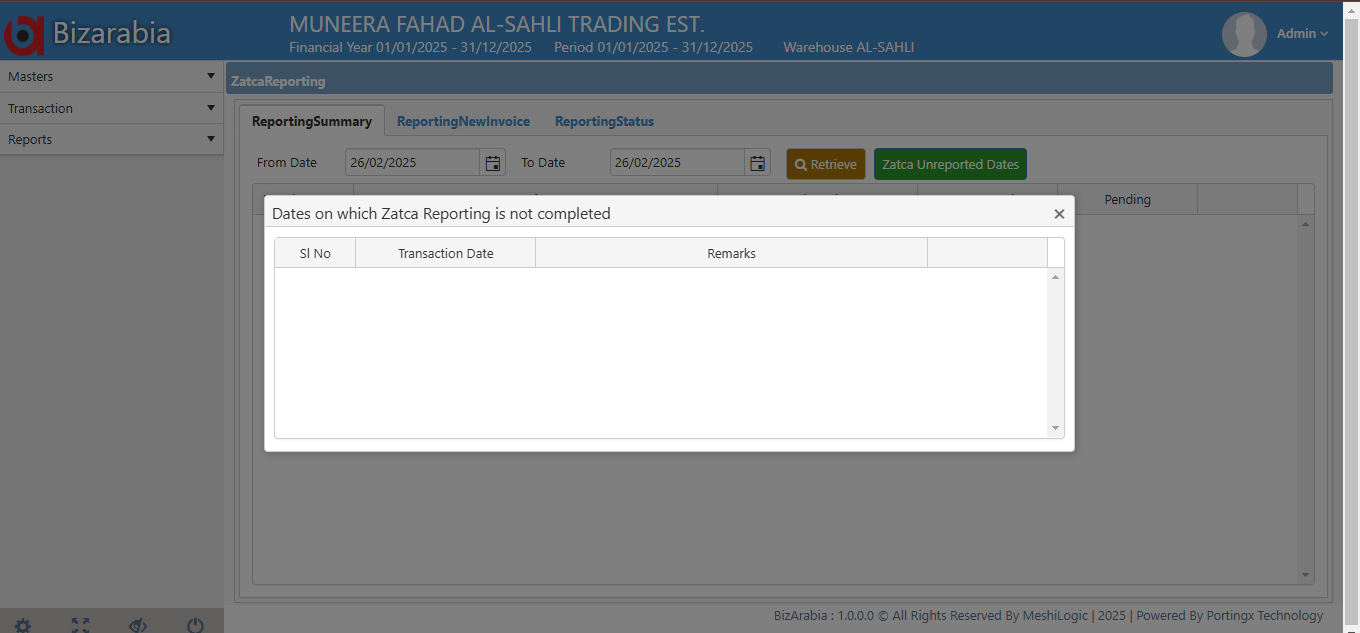 Bizarabia
MUNEERA FAHAD AL-SAHLI TRADING EST.
Financial Year 01/01/2025 - 31/12/2025 Period 01/01/2025 - 31/12/2025 Warehouse AL-SAHLI
Admin
Masters
Transaction
Reports
ZatcaReporting
ReportingSummary ReportingNewInvoice ReportingStatus
From Date 26/02/2025 To Date 26/02/2025 Retrieve Zatca Unreported Dates
Pending
Dates on which Zatca Reporting is not completed
Sl No Transaction Date Remarks
BizArabia : 1.0.0.0 © All Rights Reserved By MeshiLogic | 2025 | Powered By Portingx Technology